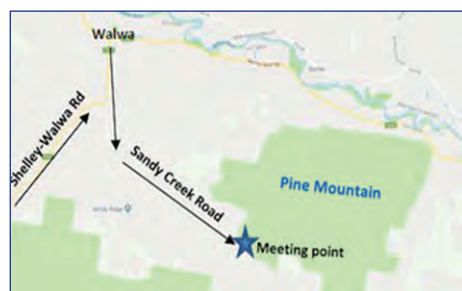 Walwa
Shelley-Walwa Rd
Sandy Creek Road
Pine Mountain
Meeting point